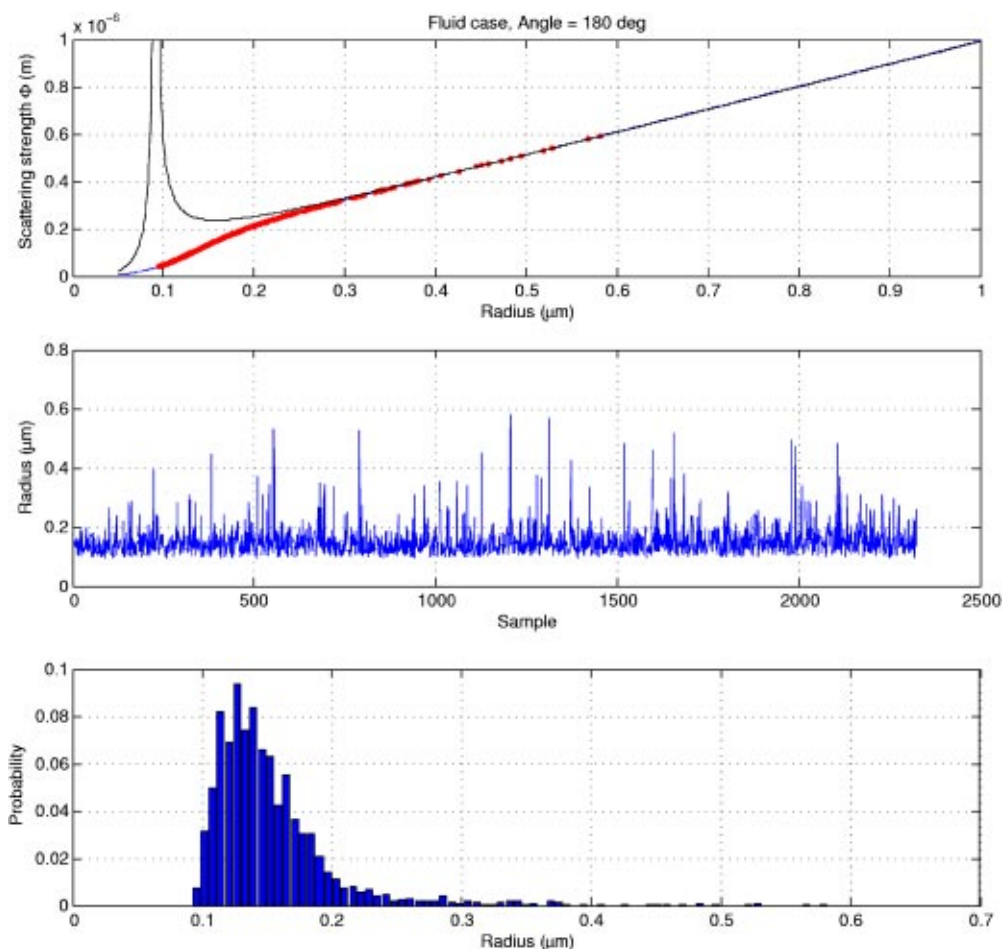 x 10⁻⁶
Fluid case, Angle = 180 deg
Scattering strength Φ (m)
1
0.8
0.6
0.4
0.2
0
0 0.1 0.2 0.3 0.4 0.5 0.6 0.7 0.8 0.9 1
Radius (μm)
Radius (μm)
0.8
0.6
0.4
0.2
0
0 500 1000 1500 2000 2500
Sample
Probability
0.1
0.08
0.06
0.04
0.02
0
0 0.1 0.2 0.3 0.4 0.5 0.6 0.7
Radius (μm)